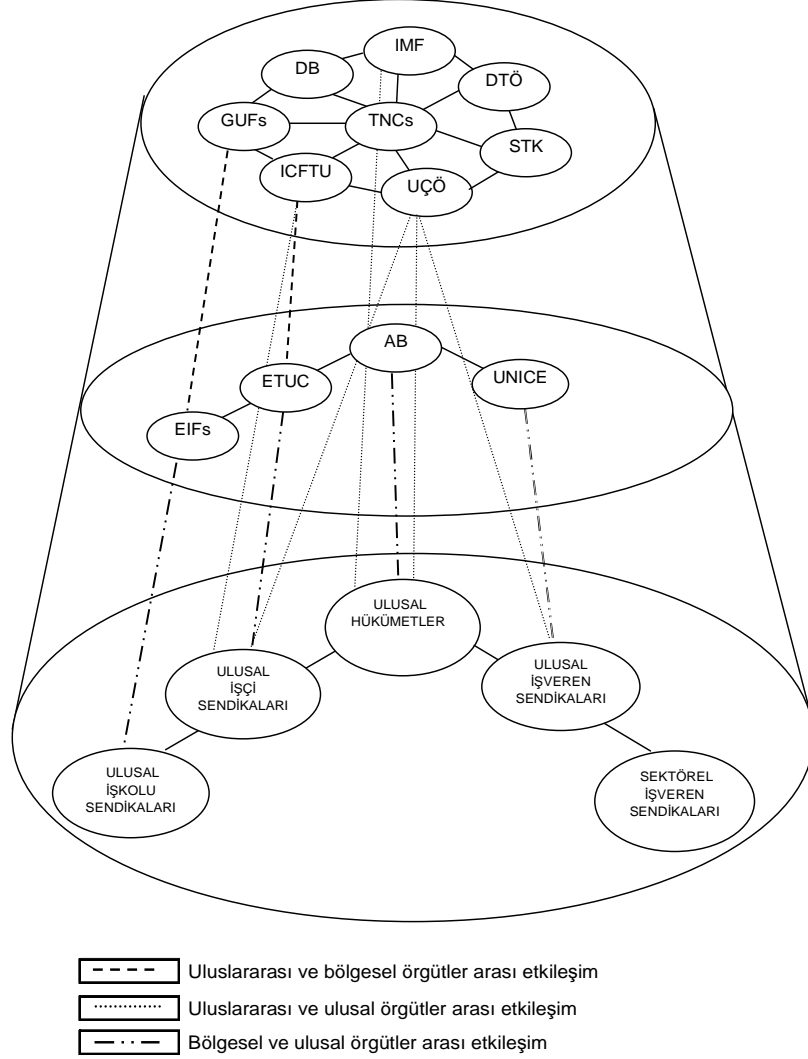 IMF
DB
DTÖ
GUFs
TNCs
STK
ICFTU
UÇÖ
AB
ETUC
UNICE
EIFs
ULUSAL
HÜKÜMETLER
ULUSAL
İŞÇİ
SENDİKALARI
ULUSAL
İŞVEREN
SENDİKALARI
ULUSAL
İŞKOLU
SENDİKALARI
SEKTÖREL
İŞVEREN
SENDİKALARI
Uluslararası ve bölgesel örgütler arası etkileşim
Uluslararası ve ulusal örgütler arası etkileşim
Bölgesel ve ulusal örgütler arası etkileşim